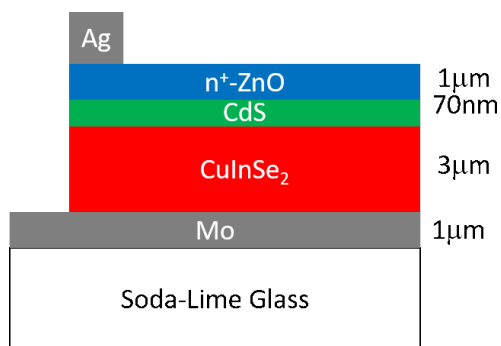 Ag
n⁺-ZnO 1μm
CdS 70nm
CuInSe₂ 3μm
Mo 1μm
Soda-Lime Glass